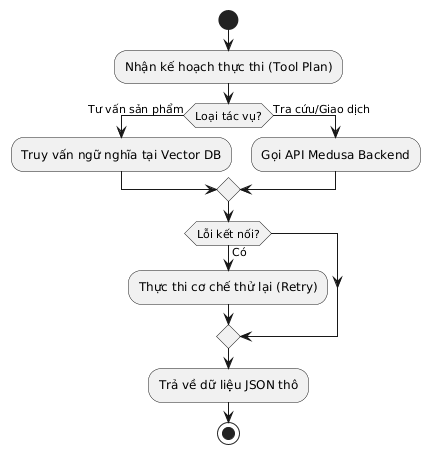 Nhận kế hoạch thực thi (Tool Plan)
Loại tác vụ?
Tư vấn sản phẩm
Tra cứu/Giao dịch
Truy vấn ngữ nghĩa tại Vector DB
Gọi API Medusa Backend
Lỗi kết nối?
Có
Thực thi cơ chế thử lại (Retry)
Trả về dữ liệu JSON thô